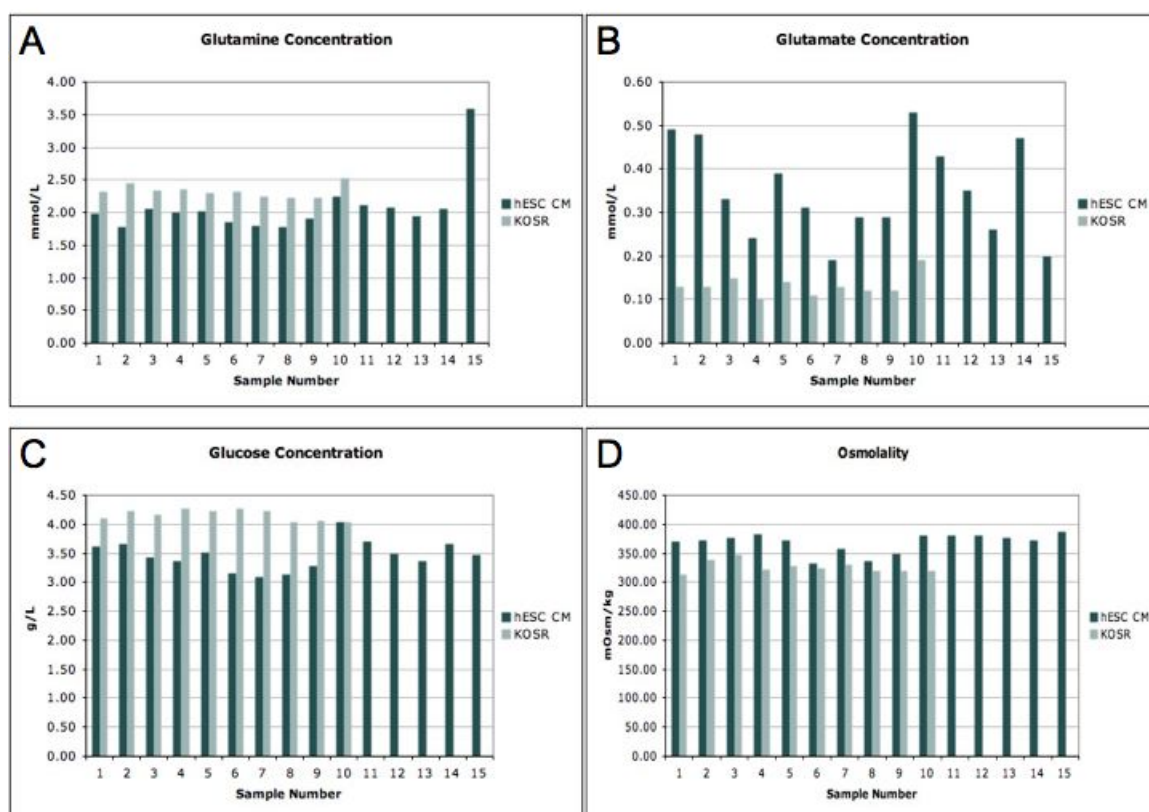 A
Glutamine Concentration
4.00
3.50
3.00
2.50
2.00
1.50
1.00
0.50
0.00
mmol/L
1 2 3 4 5 6 7 8 9 10 11 12 13 14 15
Sample Number
hESC CM
KOSR
B
Glutamate Concentration
0.60
0.50
0.40
0.30
0.20
0.10
0.00
mmol/L
1 2 3 4 5 6 7 8 9 10 11 12 13 14 15
Sample Number
hESC CM
KOSR
C
Glucose Concentration
4.50
4.00
3.50
3.00
2.50
2.00
1.50
1.00
0.50
0.00
g/L
1 2 3 4 5 6 7 8 9 10 11 12 13 14 15
Sample Number
hESC CM
KOSR
D
Osmolality
450.00
400.00
350.00
300.00
250.00
200.00
150.00
100.00
50.00
0.00
mOsm/kg
1 2 3 4 5 6 7 8 9 10 11 12 13 14 15
Sample Number
hESC CM
KOSR